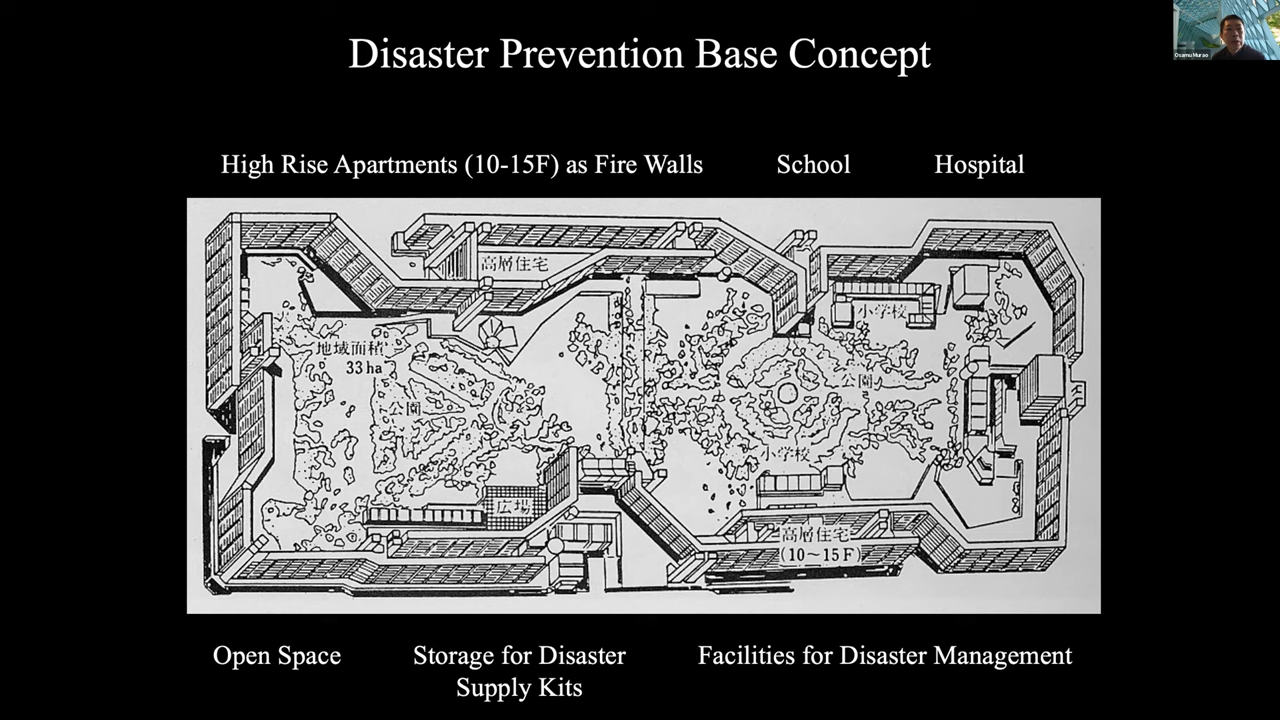 Disaster Prevention Base Concept
Osamu Murao
High Rise Apartments (10-15F) as Fire Walls
School
Hospital
高層住宅
小学校
地域面積
33 ha
公園
公園
小学校
広場
高層住宅
(10〜15F)
Open Space
Storage for Disaster
Supply Kits
Facilities for Disaster Management